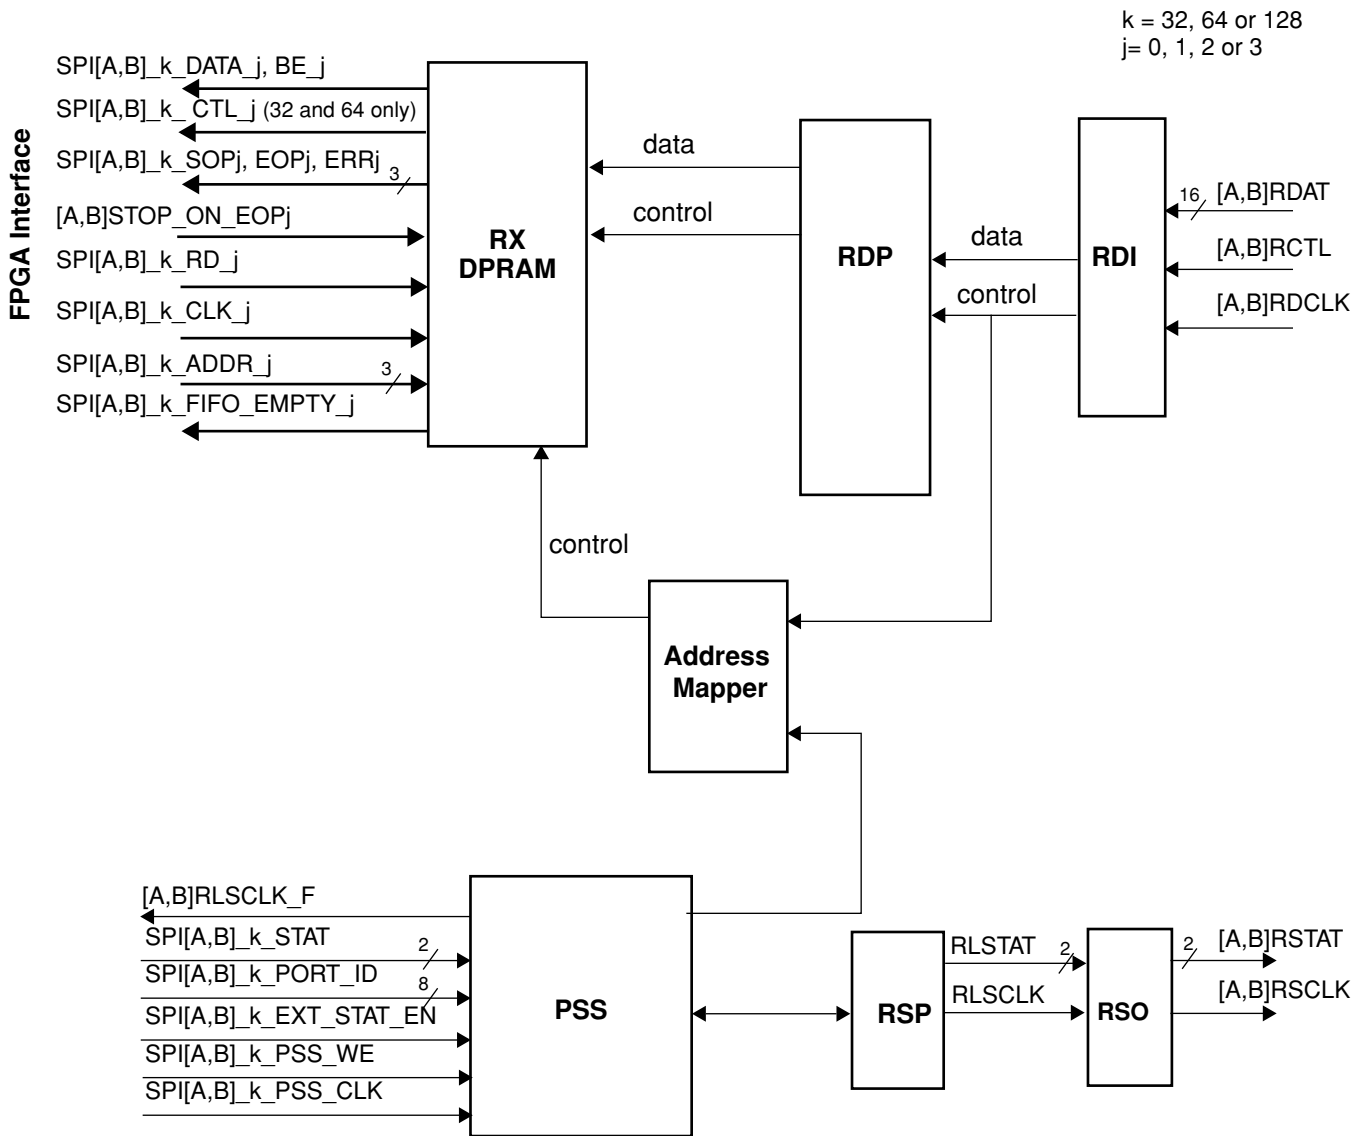 k = 32, 64 or 128
j= 0, 1, 2 or 3
FPGA Interface
SPI[A,B]_k_DATA_j, BE_j
SPI[A,B]_k_ CTL_j (32 and 64 only)
SPI[A,B]_k_SOPj, EOPj, ERRj
3
[A,B]STOP_ON_EOPj
SPI[A,B]_k_RD_j
SPI[A,B]_k_CLK_j
SPI[A,B]_k_ADDR_j
3
SPI[A,B]_k_FIFO_EMPTY_j
RX
DPRAM
data
control
RDP
data
control
RDI
16
[A,B]RDAT
[A,B]RCTL
[A,B]RDCLK
control
Address
Mapper
[A,B]RLSCLK_F
SPI[A,B]_k_STAT
2
SPI[A,B]_k_PORT_ID
8
SPI[A,B]_k_EXT_STAT_EN
SPI[A,B]_k_PSS_WE
SPI[A,B]_k_PSS_CLK
PSS
RSP
RLSTAT
2
RLSCLK
RSO
2
[A,B]RSTAT
[A,B]RSCLK